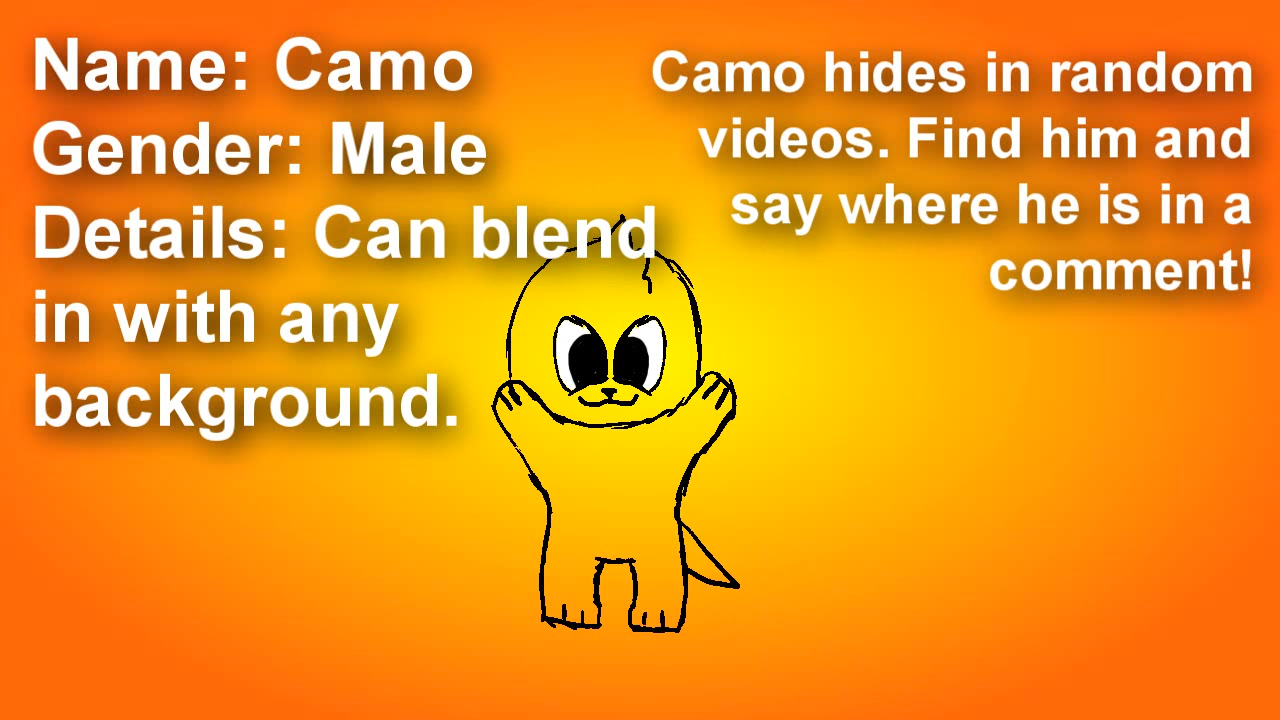 Name: Camo
Gender: Male
Details: Can blend
in with any
background.
Camo hides in random
videos. Find him and
say where he is in a
comment!